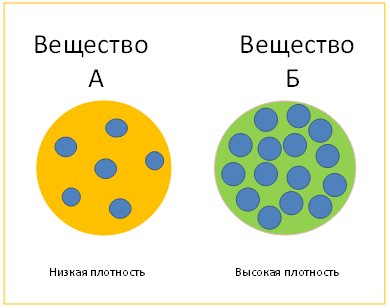 Вещество
А
Вещество
Б
Низкая плотность
Высокая плотность